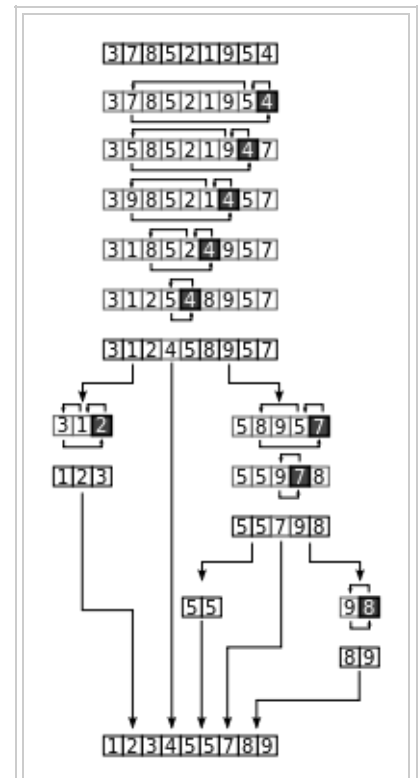 3 7 8 5 2 1 9 5 4
3 7 8 5 2 1 9 5 4
3 5 8 5 2 1 9 4 7
3 9 8 5 2 1 4 5 7
3 1 8 5 2 4 9 5 7
3 1 2 5 4 8 9 5 7
3 1 2 4 5 8 9 5 7
3 1 2
5 8 9 5 7
1 2 3
5 5 9 7 8
5 5 7 9 8
5 5
9 8
8 9
1 2 3 4 5 5 7 8 9